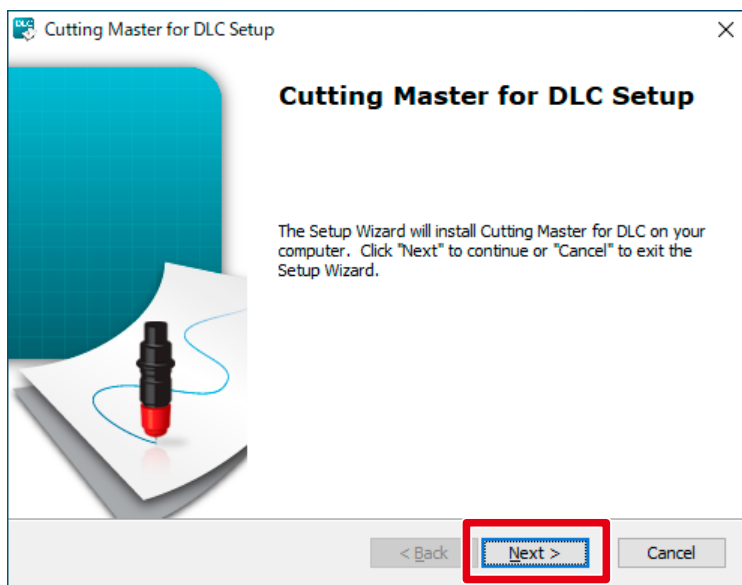 DLC
Cutting Master for DLC Setup
Cutting Master for DLC Setup
The Setup Wizard will install Cutting Master for DLC on your
computer. Click "Next" to continue or "Cancel" to exit the
Setup Wizard.
< Back Next > Cancel